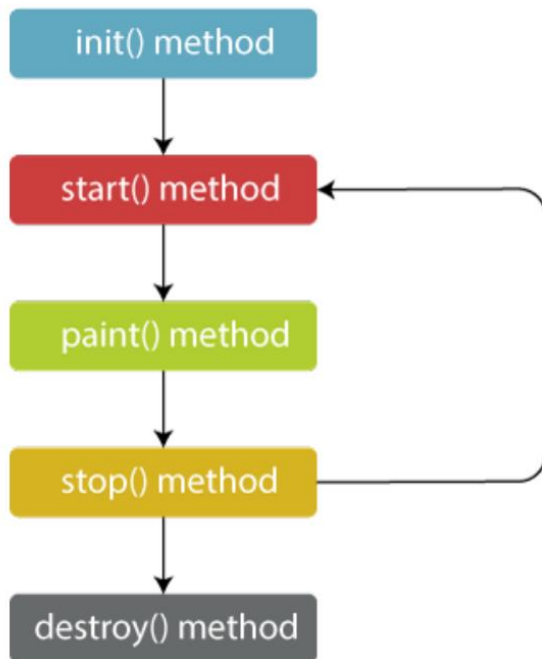 init() method
start() method
paint() method
stop() method
destroy() method